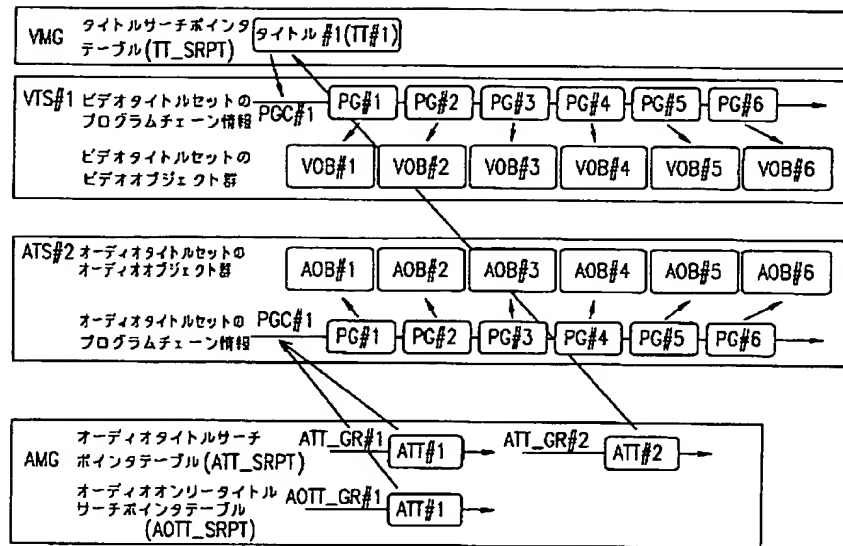 VMG タイトルサーチポインタ
テーブル(TT_SRPT)
タイトル #1(TT#1)
VTS#1 ビデオタイトルセットの
プログラムチェーン情報
PGC#1
PG#1 PG#2 PG#3 PG#4 PG#5 PG#6
ビデオタイトルセットの
ビデオオブジェクト群
VOB#1 VOB#2 VOB#3 VOB#4 VOB#5 VOB#6
ATS#2 オーディオタイトルセットの
オーディオオブジェクト群
AOB#1 AOB#2 AOB#3 AOB#4 AOB#5 AOB#6
オーディオタイトルセットの
プログラムチェーン情報
PGC#1
PG#1 PG#2 PG#3 PG#4 PG#5 PG#6
AMG
オーディオタイトルサーチ
ポインタテーブル(ATT_SRPT)
ATT_GR#1 ATT#1 ATT_GR#2 ATT#2
オーディオオンリータイトル
サーチポインタテーブル
(AOTT_SRPT)
AOTT_GR#1 ATT#1